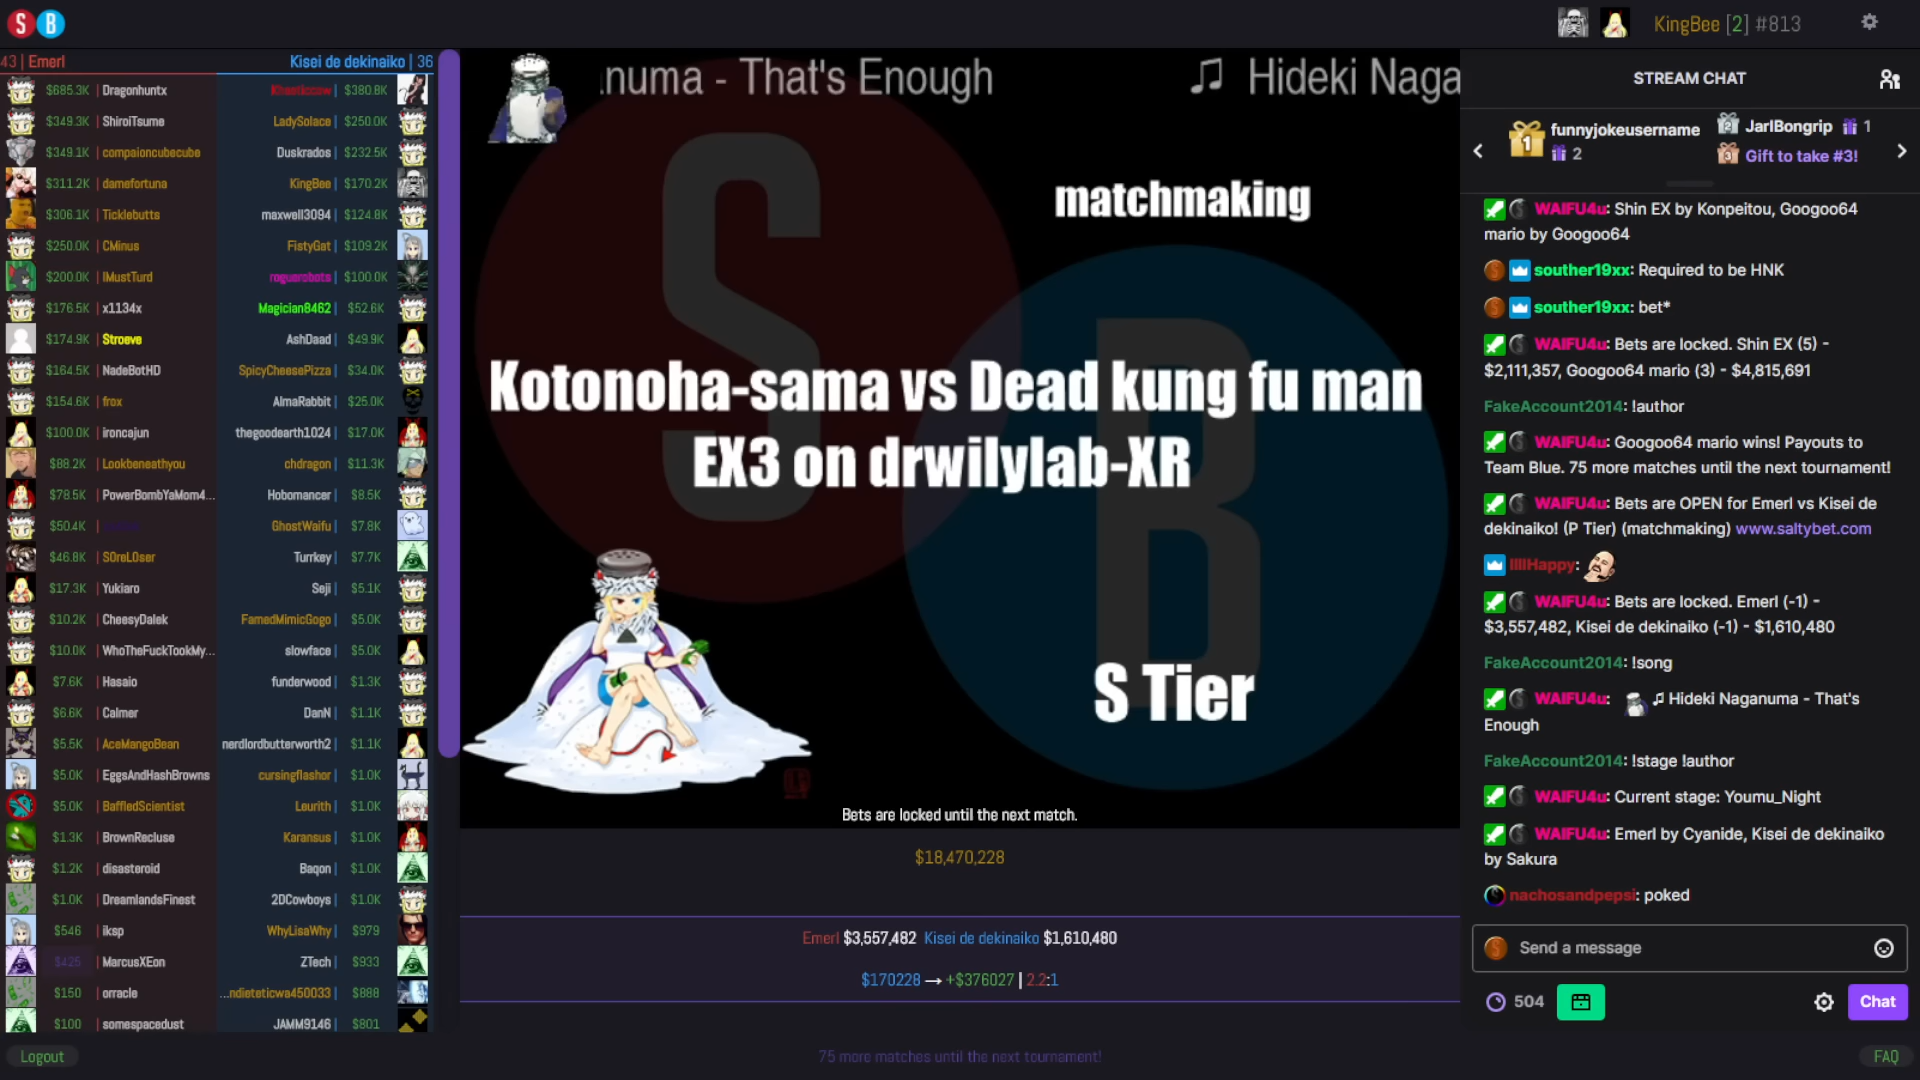 S B
KingBee [2] #813
43 | Emerl
Kisei de dekinaiko | 36
$685.3K | Dragonhuntx
Khaoticcow | $380.8K
$349.3K | ShiroiTsume
LadySolace | $250.0K
$349.1K | compaioncubecube
Duskrados | $232.5K
$311.2K | damefortuna
KingBee | $170.2K
$306.1K | Ticklebutts
maxwell3094 | $124.8K
$250.0K | CMinus
FistyGat | $109.2K
$200.0K | IMustTurd
roguerobots | $100.0K
$176.5K | x1134x
Magician8462 | $52.6K
$174.9K | Stroeve
AshDaad | $49.9K
$164.5K | NadeBotHD
SpicyCheesePizza | $34.0K
$154.6K | frox
AlmaRabbit | $25.0K
$100.0K | ironcajun
thegoodearth1024 | $17.0K
$88.2K | Lookbeneathyou
chdragon | $11.3K
$78.5K | PowerBombYaMom4...
Hobomancer | $8.5K
$50.4K |
GhostWaifu | $7.8K
$46.8K | S0reL0ser
Turrkey | $7.7K
$17.3K | Yukiaro
Seji | $5.1K
$10.2K | CheesyDalek
FamedMimicGogo | $5.0K
$10.0K | WhoTheFuckTookMy...
slowface | $5.0K
$7.6K | Hasaio
funderwood | $1.3K
$6.6K | Calmer
DanN | $1.1K
$5.5K | AceMangoBean
nerdlordbutterworth2 | $1.1K
$5.0K | EggsAndHashBrowns
cursingflashor | $1.0K
$5.0K | BaffledScientist
Leurith | $1.0K
$1.3K | BrownRecluse
Karansus | $1.0K
$1.2K | disasteroid
Baqon | $1.0K
$1.0K | DreamlandsFinest
2DCowboys | $1.0K
$546 | iksp
WhyLisaWhy | $979
$425 | MarcusXEon
ZTech | $933
$150 | orracle
...ndieteticwa450033 | $888
$100 | somespacedust
JAMM9146 | $801
Logout
numa - That's Enough
♫ Hideki Naga
matchmaking
Kotonoha-sama vs Dead kung fu man
EX3 on drwilylab-XR
S Tier
S
B
Bets are locked until the next match.
$18,470,228
Emerl $3,557,482 Kisei de dekinaiko $1,610,480
$170228 → +$376027 | 2.2:1
75 more matches until the next tournament!
STREAM CHAT
1 funnyjokeusername
2
2 JarlBongrip 1
3 Gift to take #3!
WAIFU4u: Shin EX by Konpeitou, Googoo64
mario by Googoo64
souther19xx: Required to be HNK
souther19xx: bet*
WAIFU4u: Bets are locked. Shin EX (5) -
$2,111,357, Googoo64 mario (3) - $4,815,691
FakeAccount2014: !author
WAIFU4u: Googoo64 mario wins! Payouts to
Team Blue. 75 more matches until the next tournament!
WAIFU4u: Bets are OPEN for Emerl vs Kisei de
dekinaiko! (P Tier) (matchmaking) www.saltybet.com
IllIHappy:
WAIFU4u: Bets are locked. Emerl (-1) -
$3,557,482, Kisei de dekinaiko (-1) - $1,610,480
FakeAccount2014: !song
WAIFU4u: ♫ Hideki Naganuma - That's
Enough
FakeAccount2014: !stage !author
WAIFU4u: Current stage: Youmu_Night
WAIFU4u: Emerl by Cyanide, Kisei de dekinaiko
by Sakura
nachosandpepsi: poked
Send a message
504
Chat
FAQ